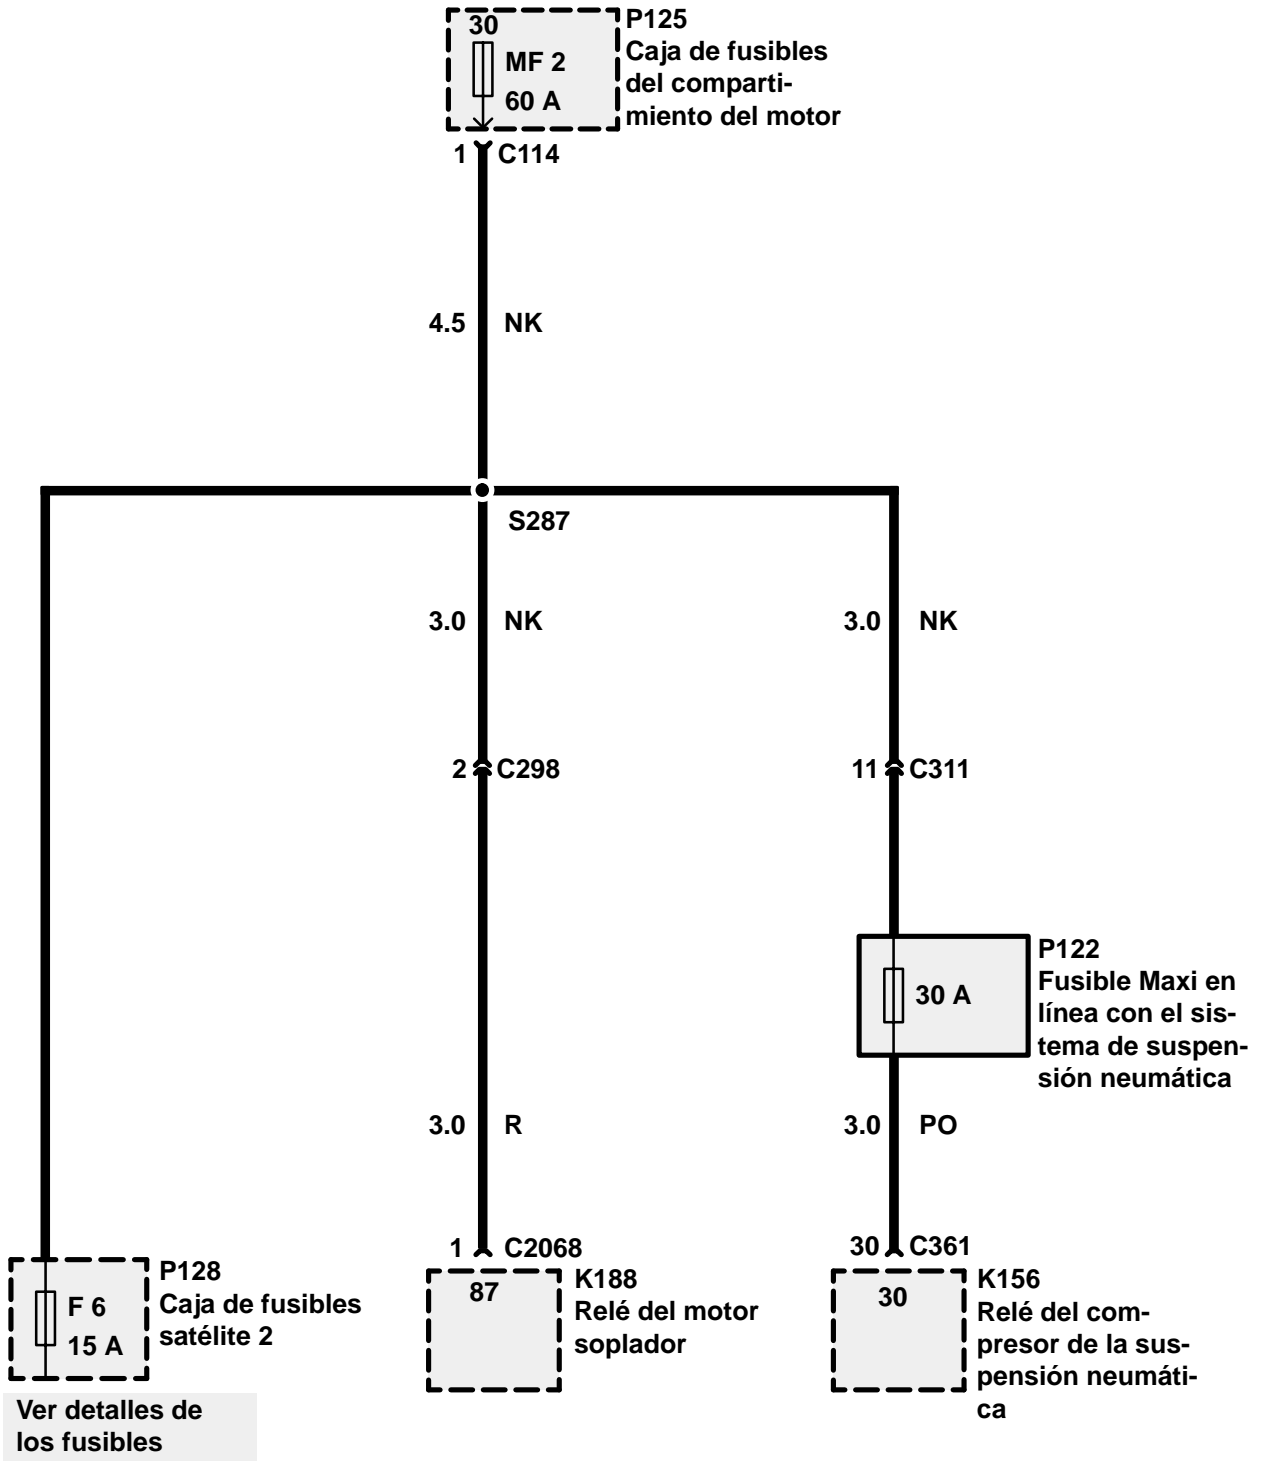 30
MF 2
60 A
P125
Caja de fusibles
del comparti-
miento del motor
1
C114
4.5
NK
S287
3.0
NK
3.0
NK
2
C298
11
C311
30 A
P122
Fusible Maxi en
línea con el sis-
tema de suspen-
sión neumática
3.0
R
3.0
PO
1
C2068
30
C361
F 6
15 A
P128
Caja de fusibles
satélite 2
87
K188
Relé del motor
soplador
30
K156
Relé del com-
presor de la sus-
pensión neumáti-
ca
Ver detalles de
los fusibles